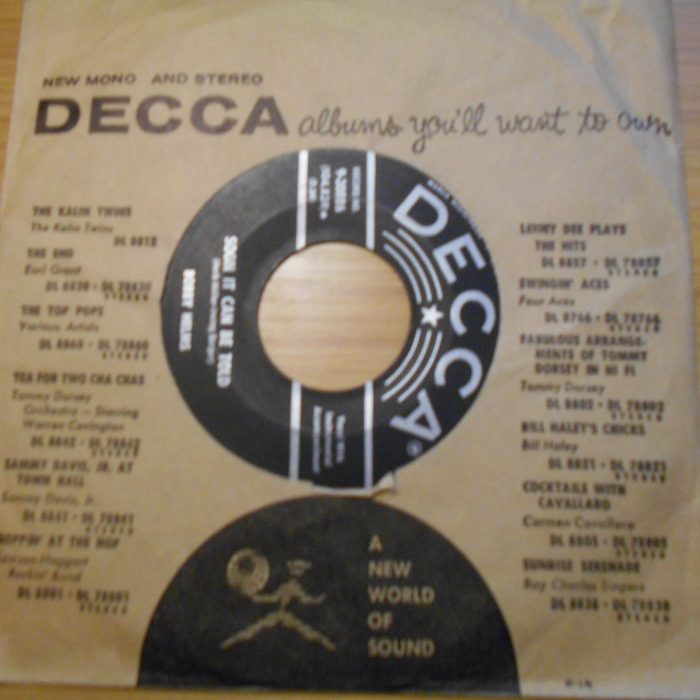 NEW MONO AND STEREO
DECCA albums you'll want to own
THE KALIN TWINS
The Kalin Twins
DL 8812
THE END
Earl Grant
DL 8830 • DL 78830
STEREO
THE TOP POPS
Various Artists
DL 8860 • DL 78860
STEREO
TEA FOR TWO CHA CHAS
Tommy Dorsey
Orchestra — Starring
Warren Covington
DL 8842 • DL 78842
STEREO
SAMMY DAVIS, JR. AT
TOWN HALL
Sammy Davis, Jr.
DL 8841 • DL 78841
STEREO
AT THE HOP
Rockin' Band
STEREO
LENNY DEE PLAYS
THE HITS
DL 8857 • DL 78857
STEREO
SWINGIN' ACES
Four Aces
DL 8766 • DL 78766
STEREO
FABULOUS ARRANGE-
MENTS OF TOMMY
DORSEY IN HI FI
Tommy Dorsey
DL 8802 • DL 78802
STEREO
BILL HALEY'S CHICKS
Bill Haley
DL 8821 • DL 78821
STEREO
COCKTAILS WITH
CAVALLARO
Carmen Cavallaro
DL 8805 • DL 78805
STEREO
SUNRISE SERENADE
Ray Charles Singers
DL 8838 • DL 78838
STEREO
DECCA
®
RECORD NO.
SOON IT CAN BE TOLD
BOBBY HELMS
A
NEW
WORLD
OF
SOUND